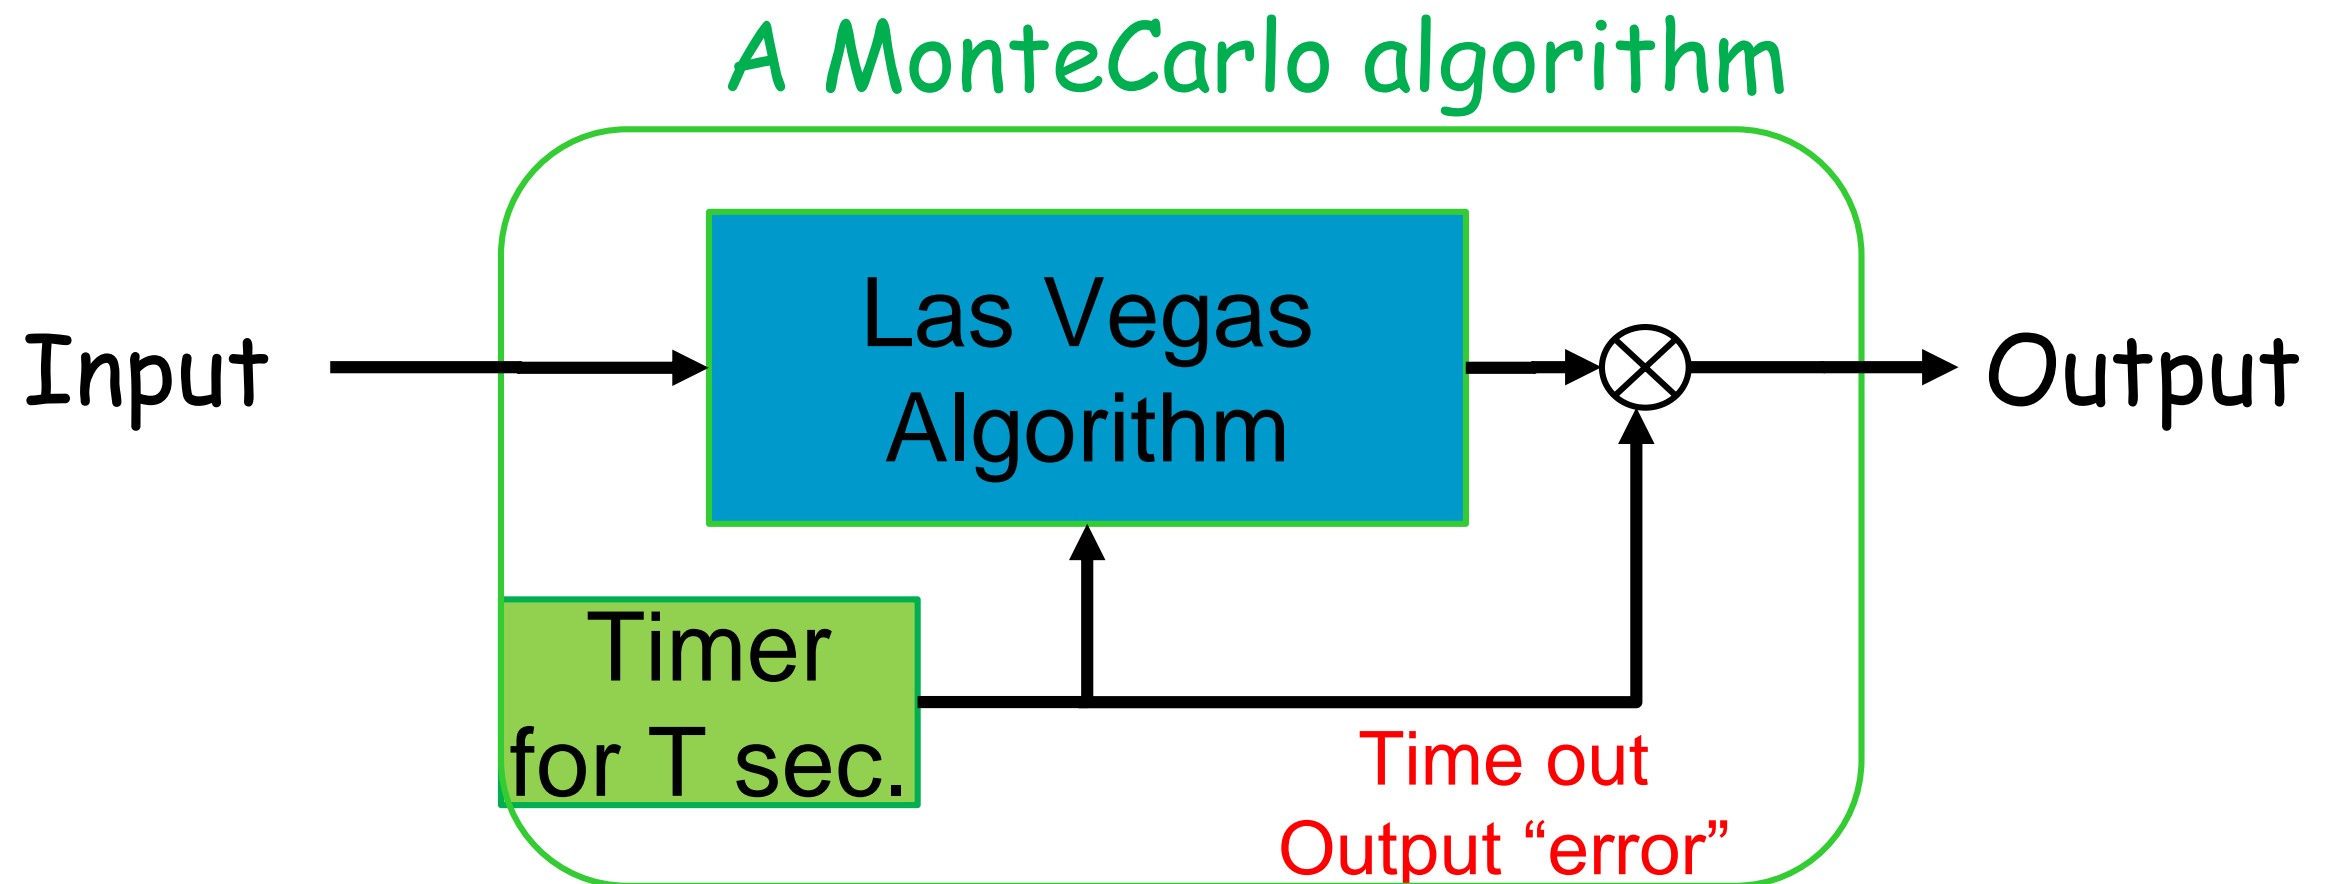 A MonteCarlo algorithm
Las Vegas
Algorithm
Input
Output
Timer
for T sec.
Time out
Output “error”